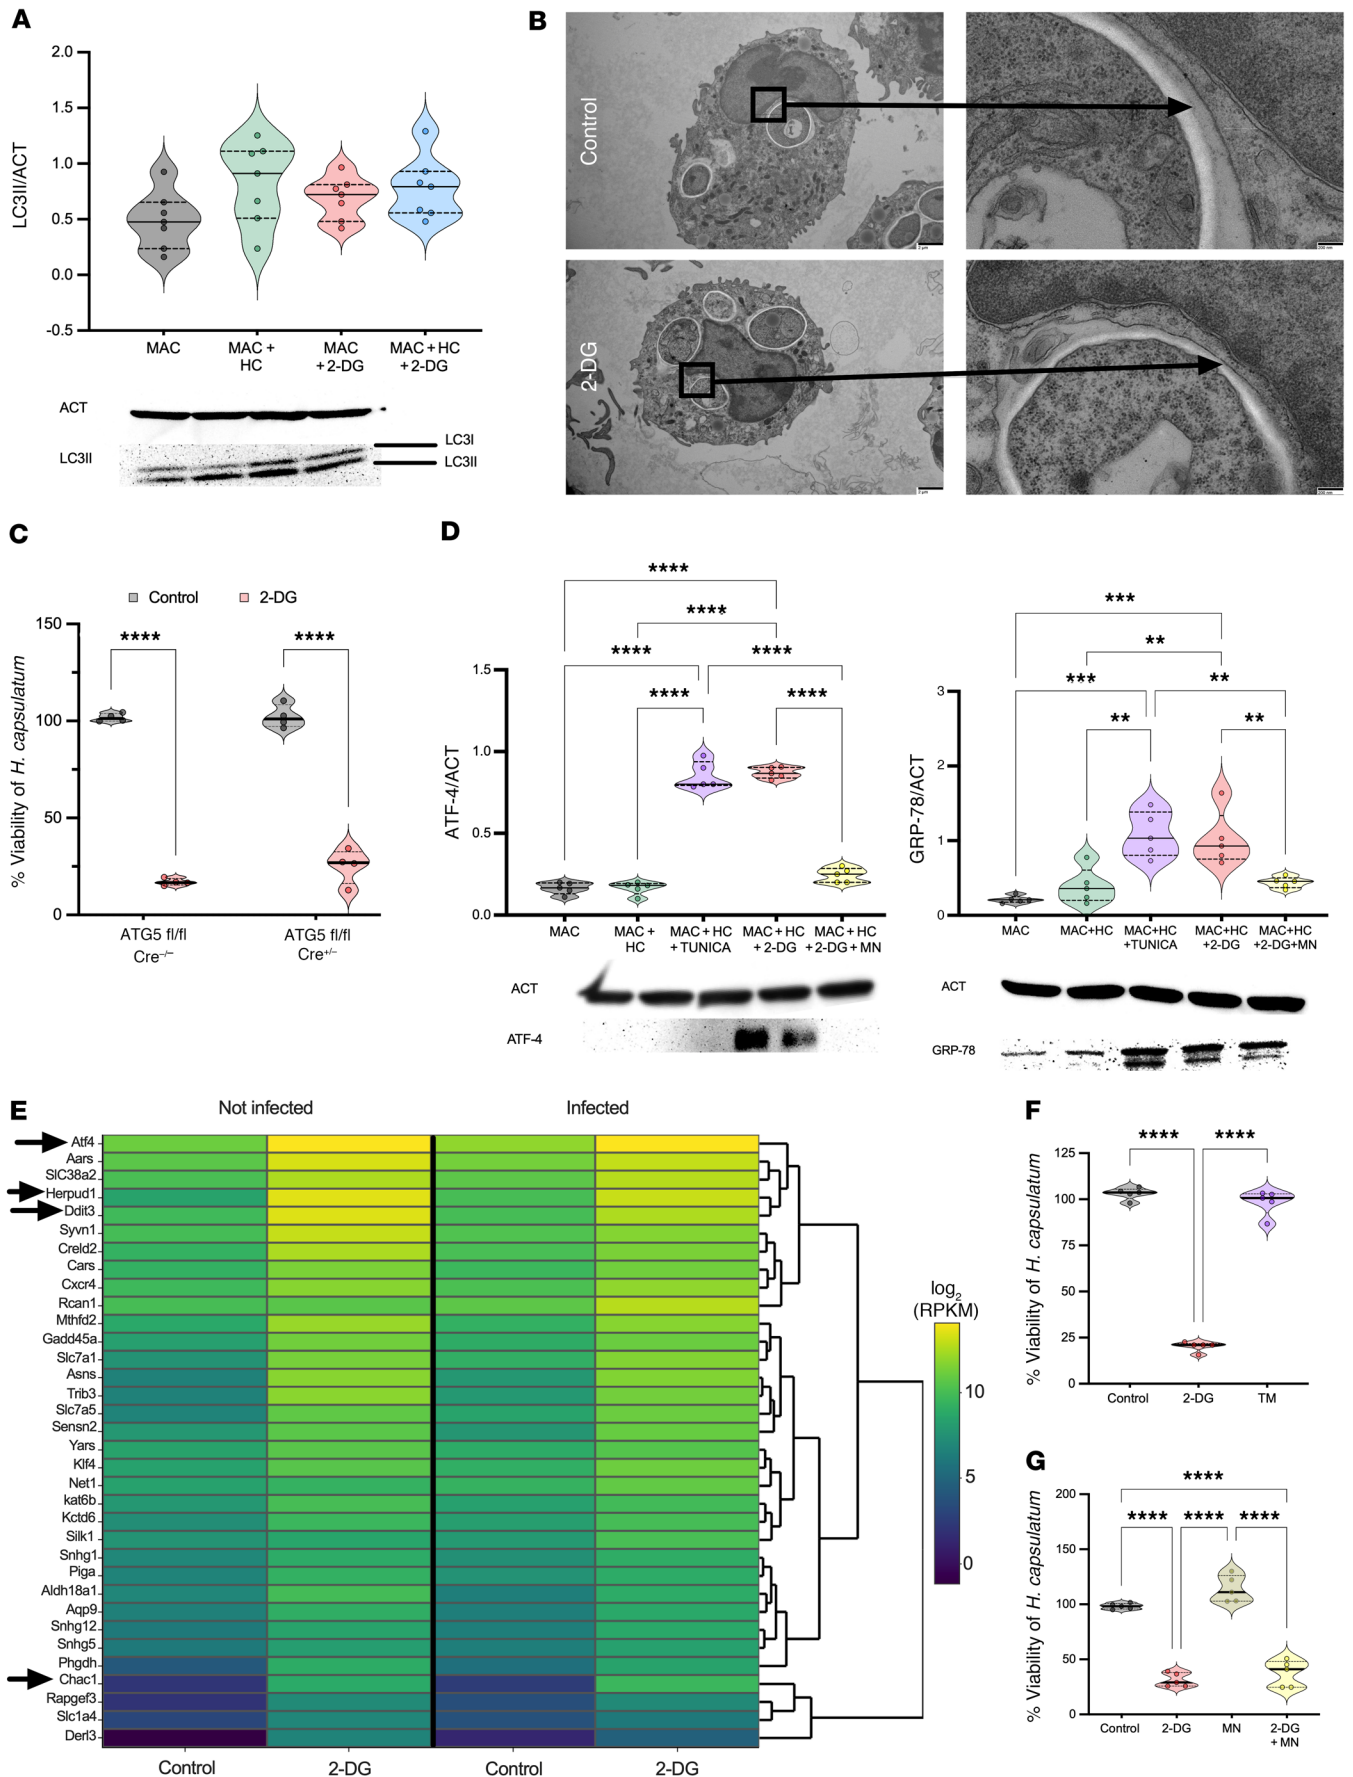 A
2.0
1.5
1.0
0.5
0.0
-0.5
LC3II/ACT
MAC
MAC +
HC
MAC
+2-DG
MAC + HC
+2-DG
ACT
LC3I
LC3II
LC3II
B
Control
2 µm
200 nm
2-DG
2 µm
200 nm
C
Control
2-DG
150
100
50
0
% Viability of H. capsulatum
****
****
ATG5 fl/fl
Cre–/–
ATG5 fl/fl
Cre+/–
D
****
****
****
****
****
****
1.5
1.0
0.5
0.0
ATF-4/ACT
MAC
MAC +
HC
MAC + HC
+TUNICA
MAC + HC
+2-DG
MAC + HC
+2-DG + MN
ACT
ATF-4
***
**
***
**
**
**
3
2
1
0
GRP-78/ACT
MAC
MAC+HC
MAC+HC
+TUNICA
MAC+HC
+2-DG
MAC+HC
+2-DG+MN
ACT
GRP-78
E
Not infected
Infected
Atf4
Aars
SlC38a2
Herpud1
Ddit3
Syvn1
Creld2
Cars
Cxcr4
Rcan1
Mthfd2
Gadd45a
Slc7a1
Asns
Trib3
Slc7a5
Sensn2
Yars
Klf4
Net1
kat6b
Kctd6
Silk1
Snhg1
Piga
Aldh18a1
Aqp9
Snhg12
Snhg5
Phgdh
Chac1
Rapgef3
Slc1a4
Derl3
Control
2-DG
Control
2-DG
log2
(RPKM)
10
5
0
F
****
****
125
100
75
50
25
0
% Viability of H. capsulatum
Control
2-DG
TM
G
****
****
****
****
200
150
100
50
0
% Viability of H. capsulatum
Control
2-DG
MN
2-DG
+ MN